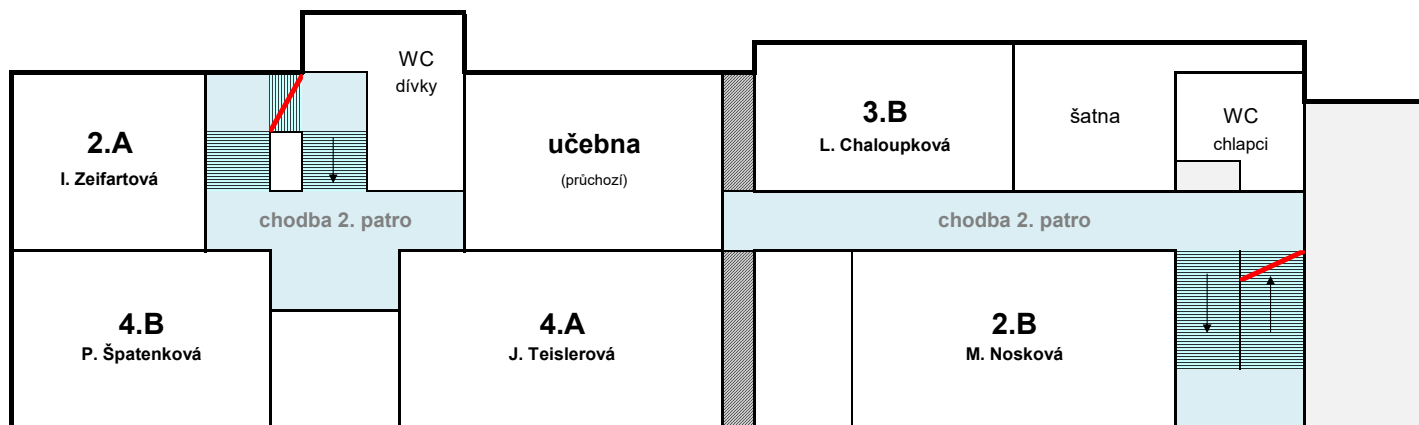 WC
dívky
2.A
I. Zeifartová
učebna
(průchozí)
3.B
L. Chaloupková
šatna
WC
chlapci
chodba 2. patro
chodba 2. patro
4.B
P. Špatenková
4.A
J. Teislerová
2.B
M. Nosková